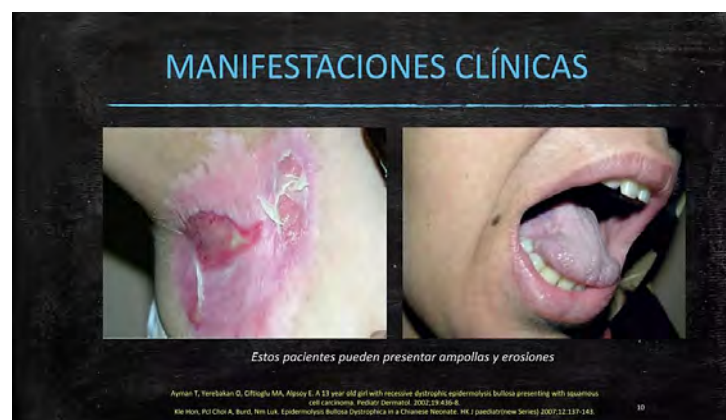 MANIFESTACIONES CLÍNICAS
Estos pacientes pueden presentar ampollas y erosiones
Ayman T, Yerebakan O, Ciftioglu MA, Alpsoy E. A 13 year old girl with recessive dystrophic epidermolysis bullosa presenting with squamous
cell carcinoma. Pediatr Dermatol. 2002;19:436-8.
Kle Hon, Pcl Choi A, Burd, Nm Luk. Epidermolysis Bullosa Dystrophica in a Chianese Neonate. HK J paediatr(new Series) 2007;12:137-143.
10